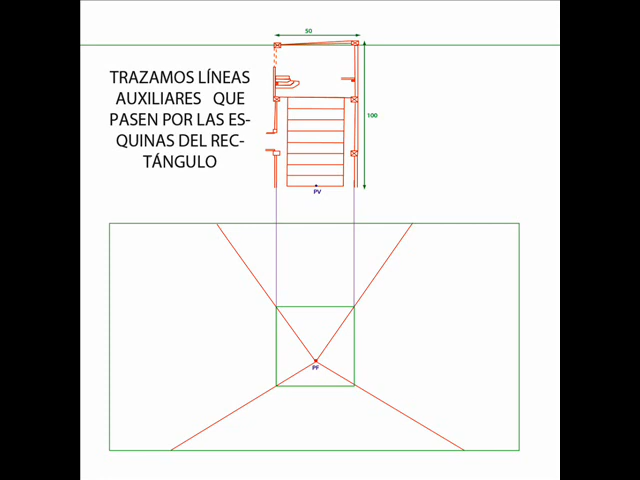 50
TRAZAMOS LÍNEAS
AUXILIARES QUE
PASEN POR LAS ES-
QUINAS DEL REC-
TÁNGULO
100
PV
PF